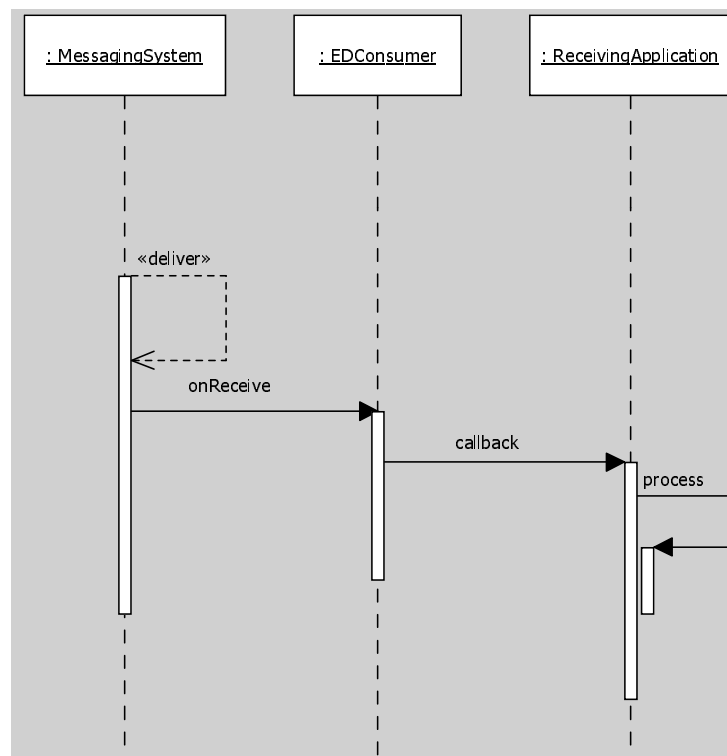 : MessagingSystem
: EDConsumer
: ReceivingApplication
«deliver»
onReceive
callback
process